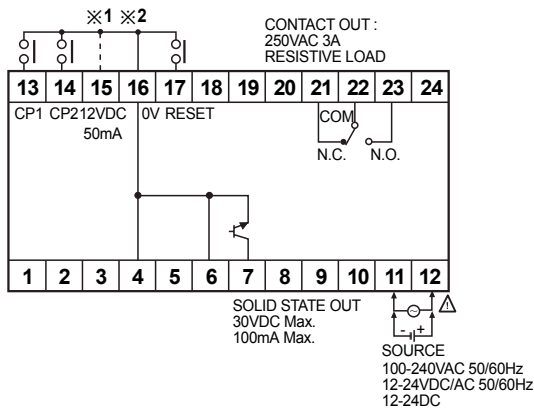 ※1 ※2
CONTACT OUT :
250VAC 3A
RESISTIVE LOAD
13 14 15 16 17 18 19 20 21 22 23 24
CP1 CP2 12VDC 0V RESET
50mA
COM
N.C. N.O.
1 2 3 4 5 6 7 8 9 10 11 12
SOLID STATE OUT
30VDC Max.
100mA Max.
- +
SOURCE
100-240VAC 50/60Hz
12-24VDC/AC 50/60Hz
12-24DC